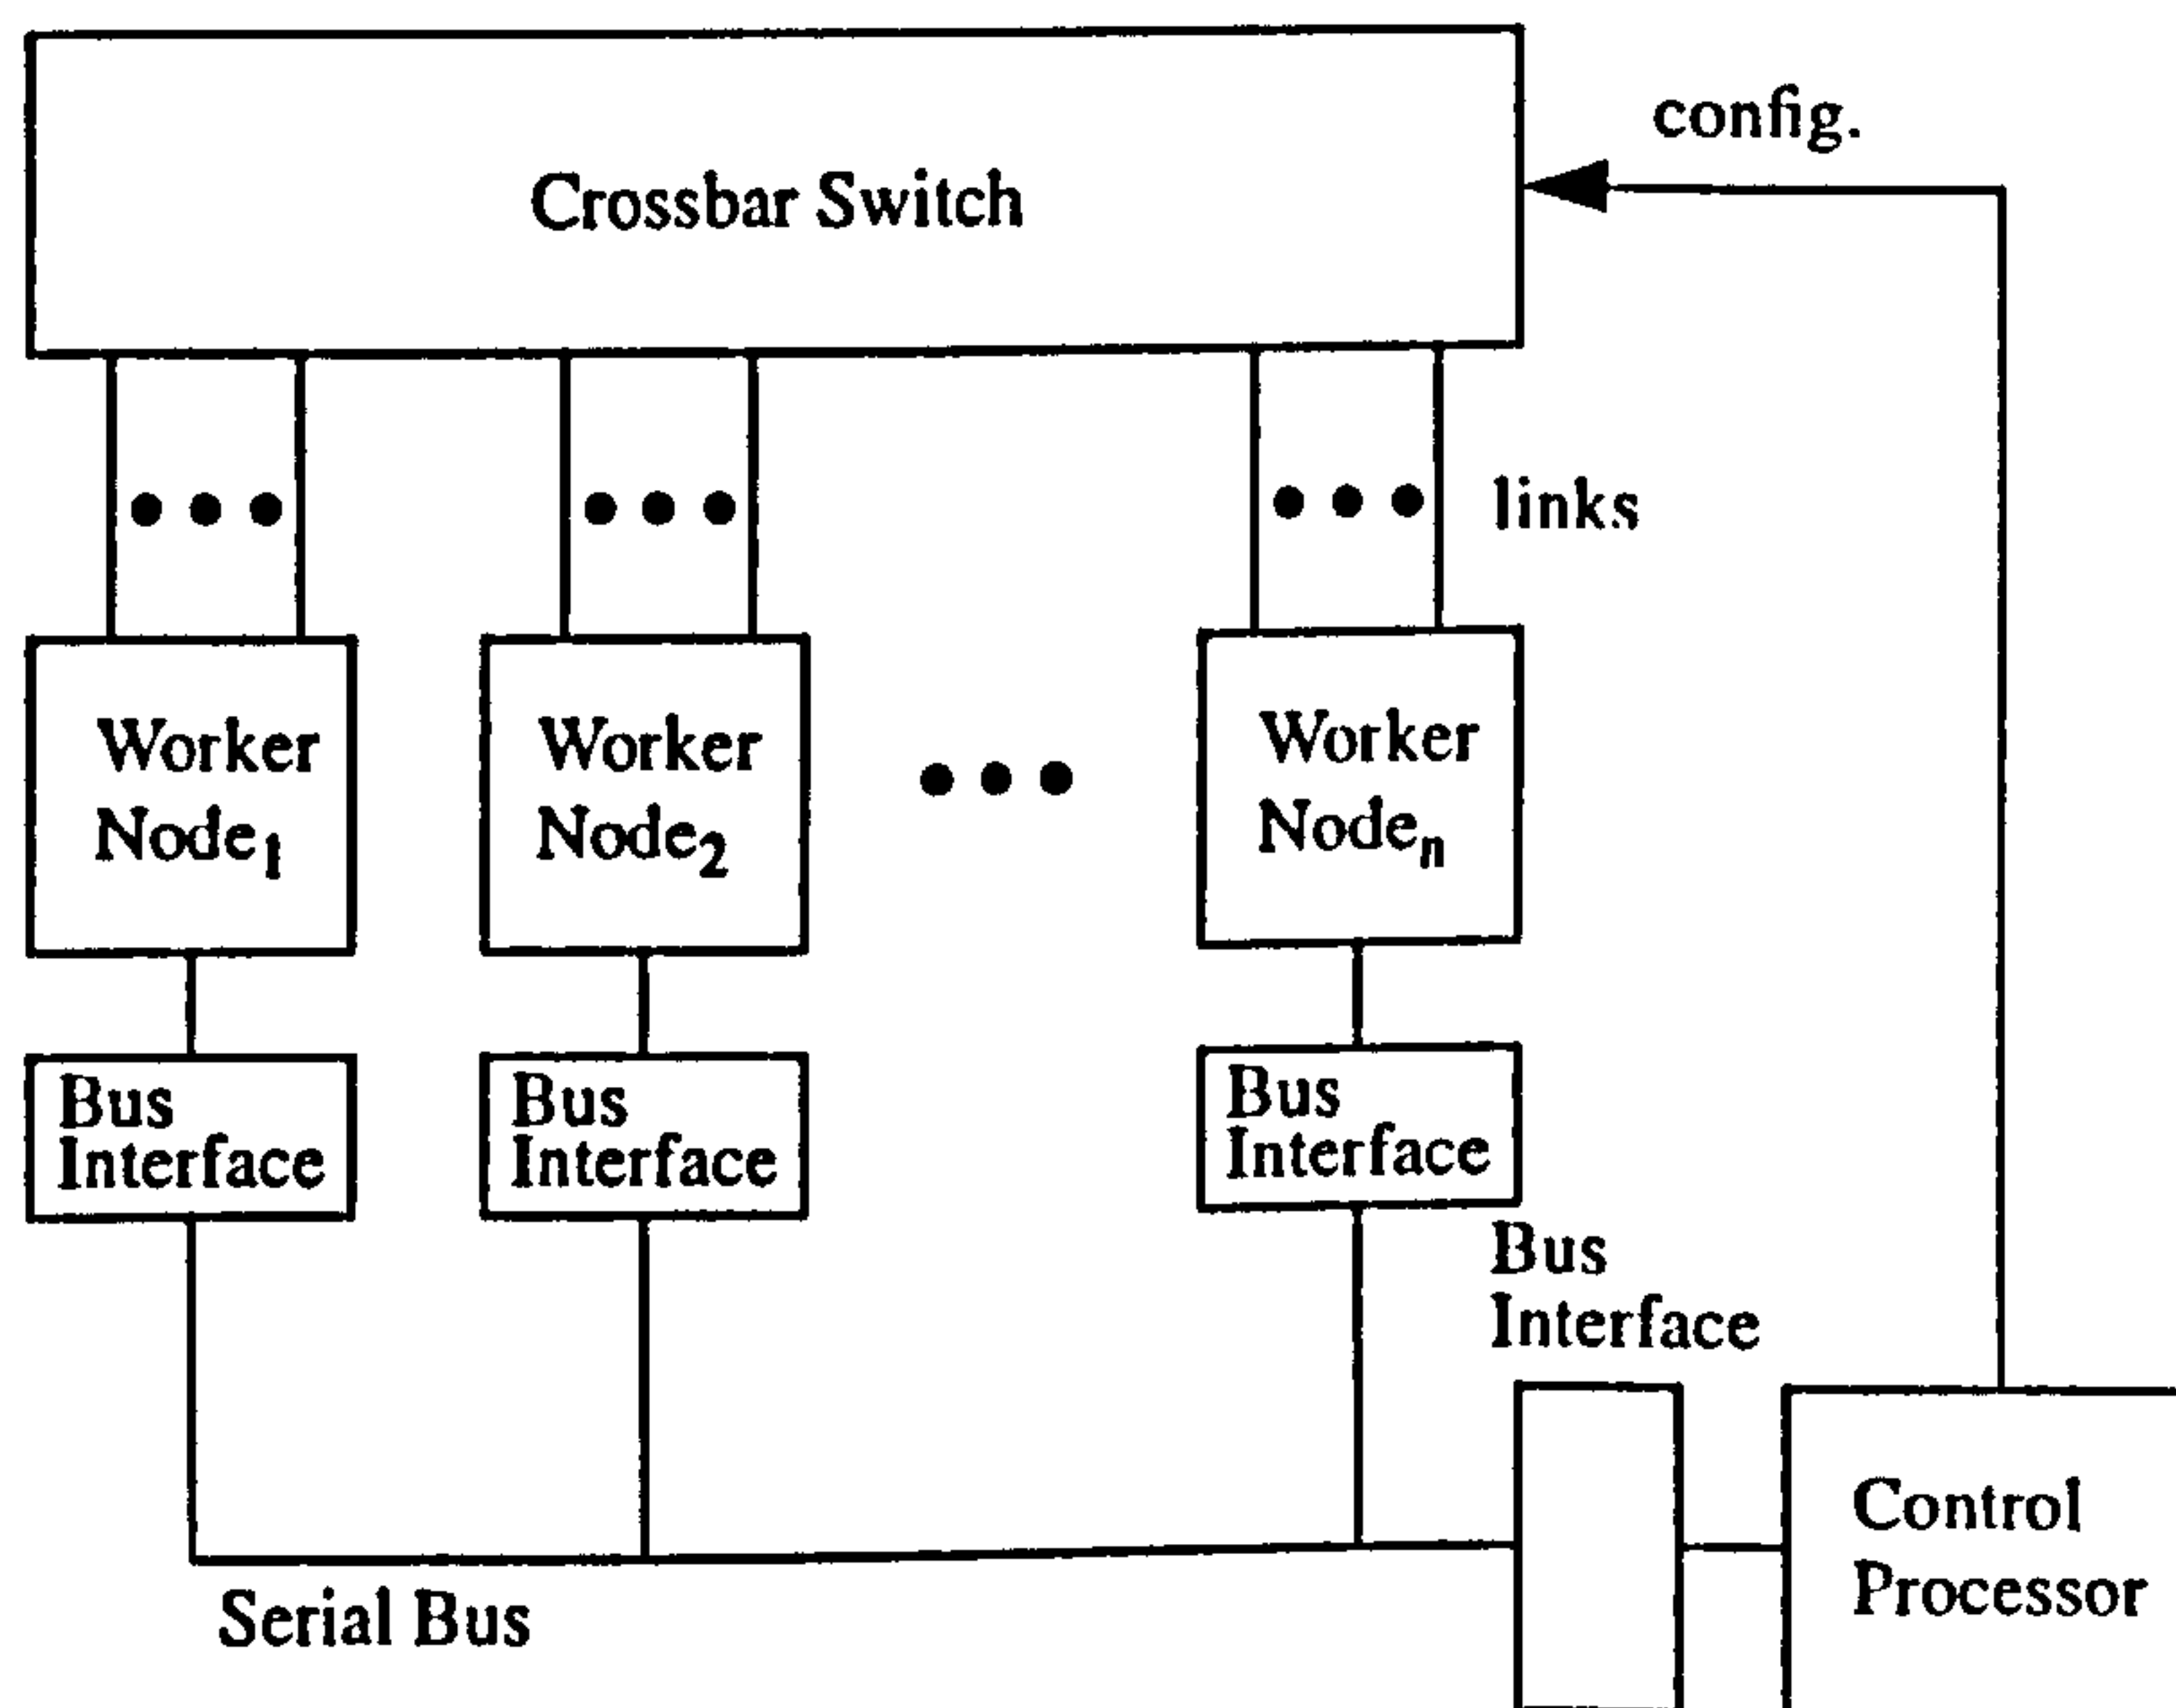 config.
Crossbar Switch
links
Worker
Node1
Worker
Node2
Worker
Noden
Bus
Interface
Bus
Interface
Bus
Interface
Bus
Interface
Control
Processor
Serial Bus